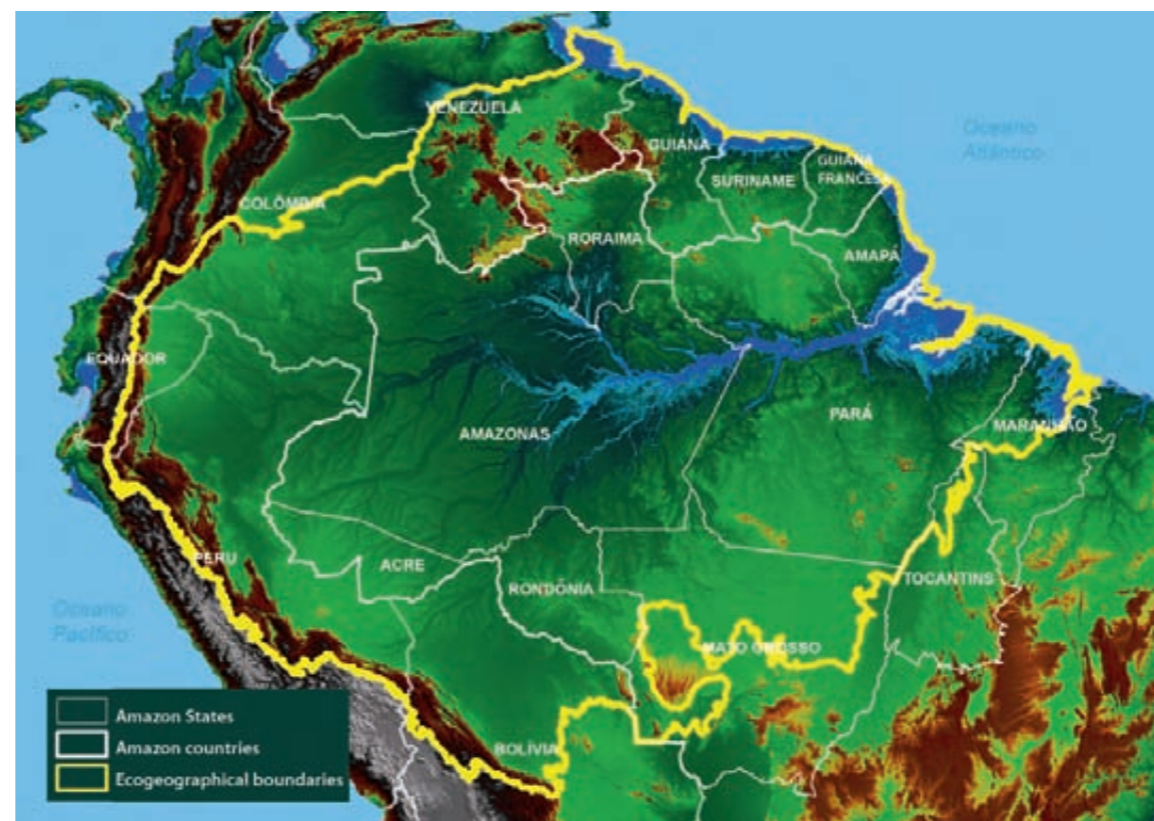 VENEZUELA
GUIANA
Oceano
Atlântico
SURINAME
GUIANA
FRANCESA
COLÔMBIA
RORAIMA
AMAPÁ
EQUADOR
AMAZONAS
PARÁ
MARANHÃO
PERU
ACRE
RONDÔNIA
TOCANTINS
Oceano
Pacífico
MATO GROSSO
BOLÍVIA
Amazon States
Amazon countries
Ecogeographical boundaries